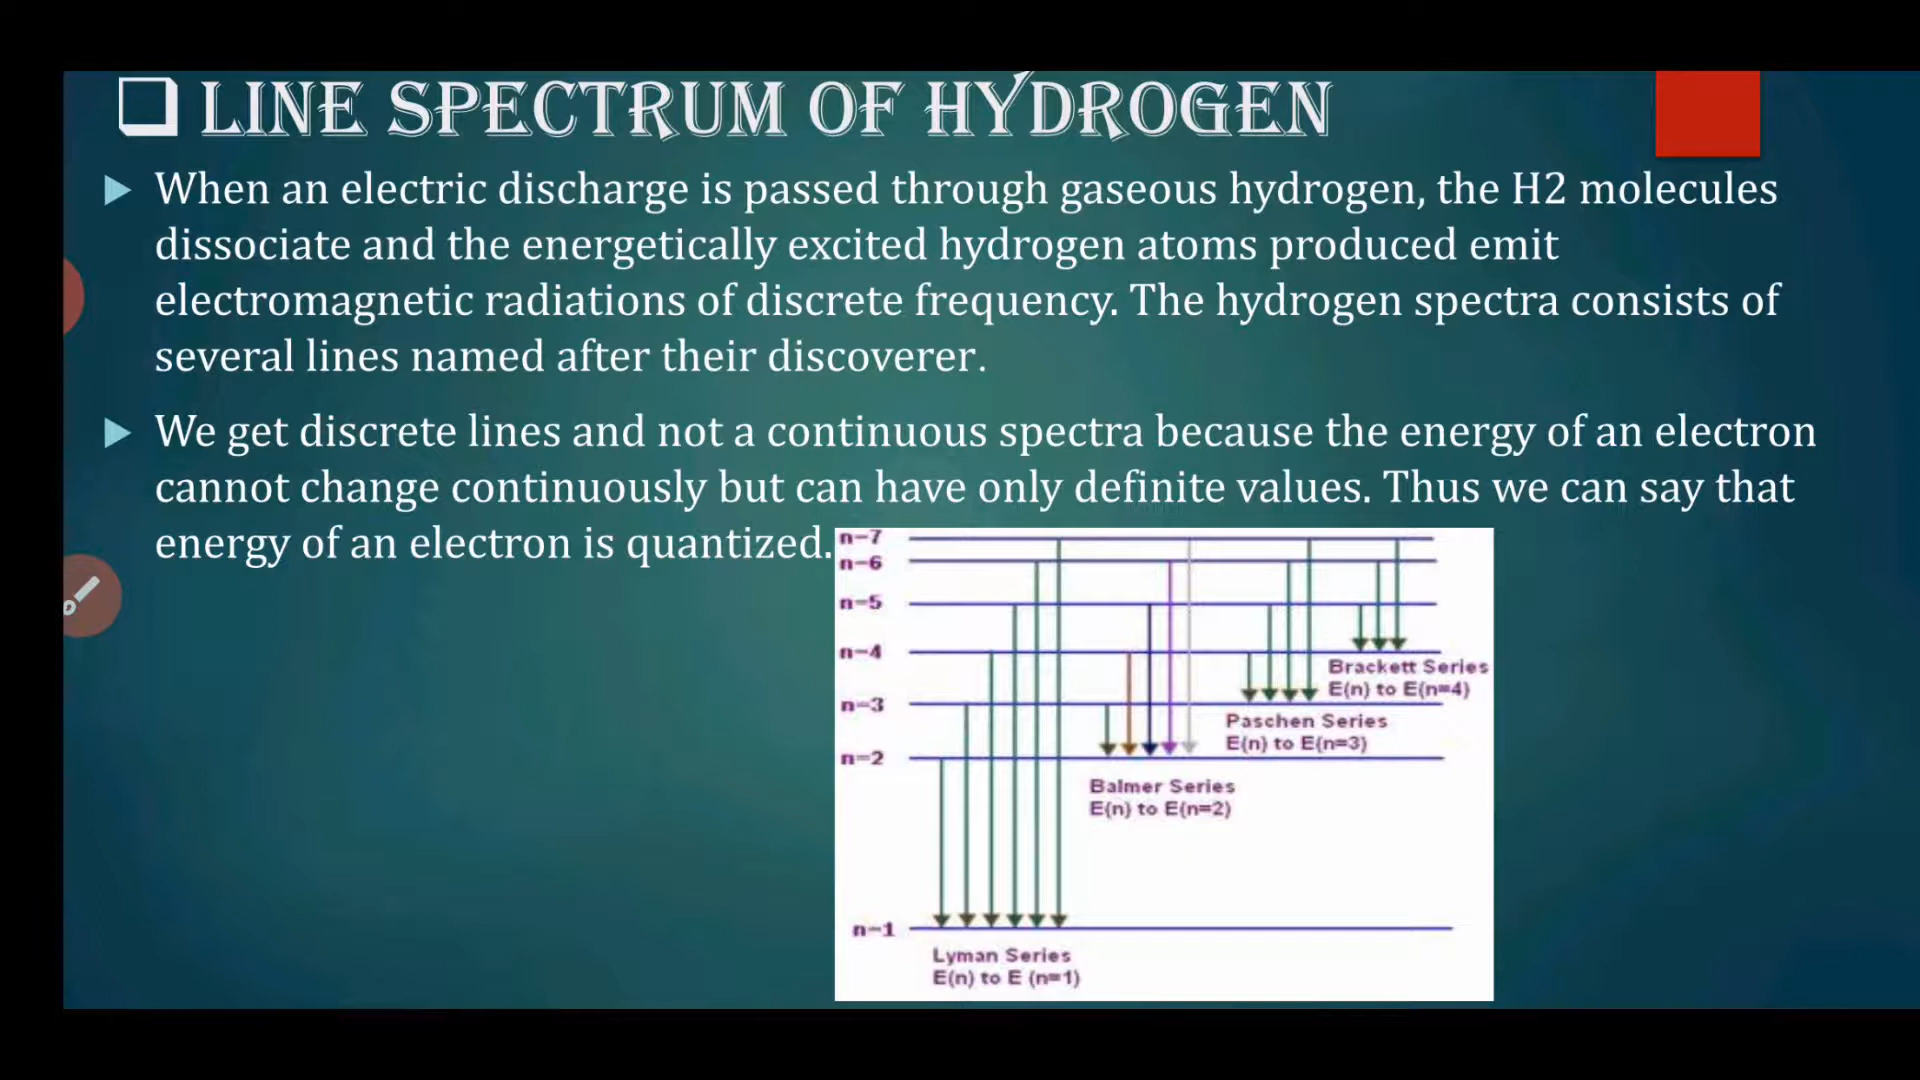 LINE SPECTRUM OF HYDROGEN
When an electric discharge is passed through gaseous hydrogen, the H2 molecules
dissociate and the energetically excited hydrogen atoms produced emit
electromagnetic radiations of discrete frequency. The hydrogen spectra consists of
several lines named after their discoverer.
We get discrete lines and not a continuous spectra because the energy of an electron
cannot change continuously but can have only definite values. Thus we can say that
energy of an electron is quantized.
n=7
n=6
n=5
n=4
Brackett Series
E(n) to E(n=4)
n=3
Paschen Series
E(n) to E(n=3)
n=2
Balmer Series
E(n) to E(n=2)
n=1
Lyman Series
E(n) to E (n=1)